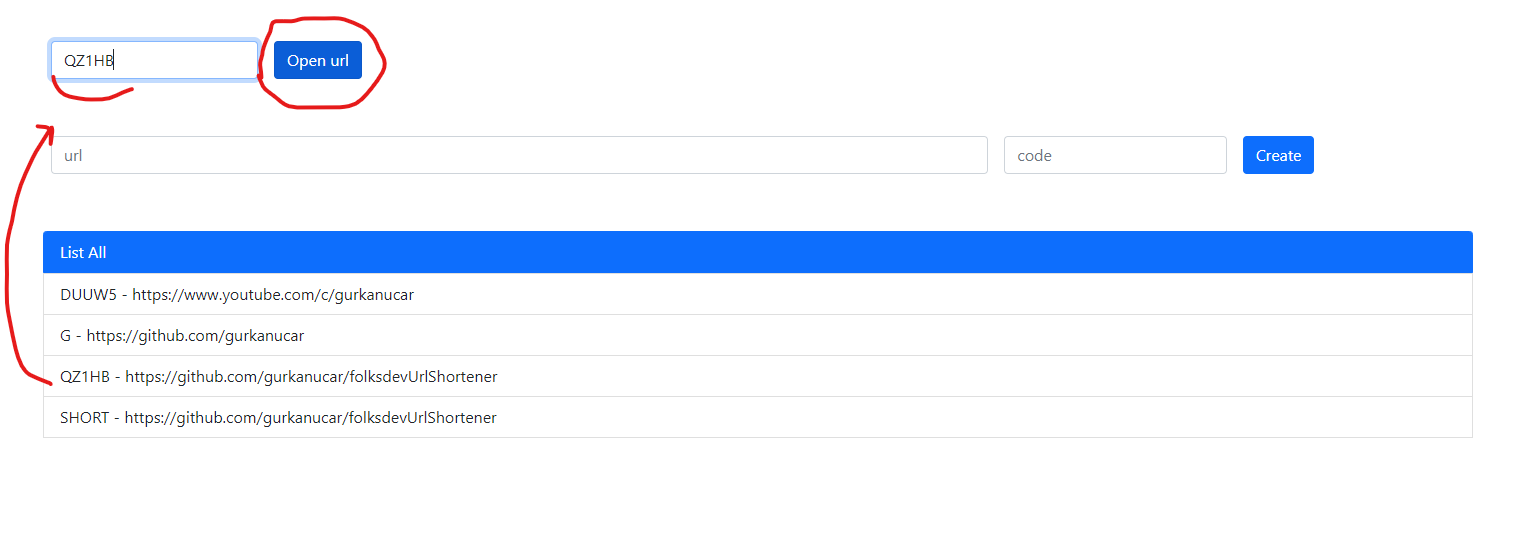 QZ1HB Open url
url code Create
List All
DUUW5 - https://www.youtube.com/c/gurkanucar
G - https://github.com/gurkanucar
QZ1HB - https://github.com/gurkanucar/folksdevUrlShortener
SHORT - https://github.com/gurkanucar/folksdevUrlShortener